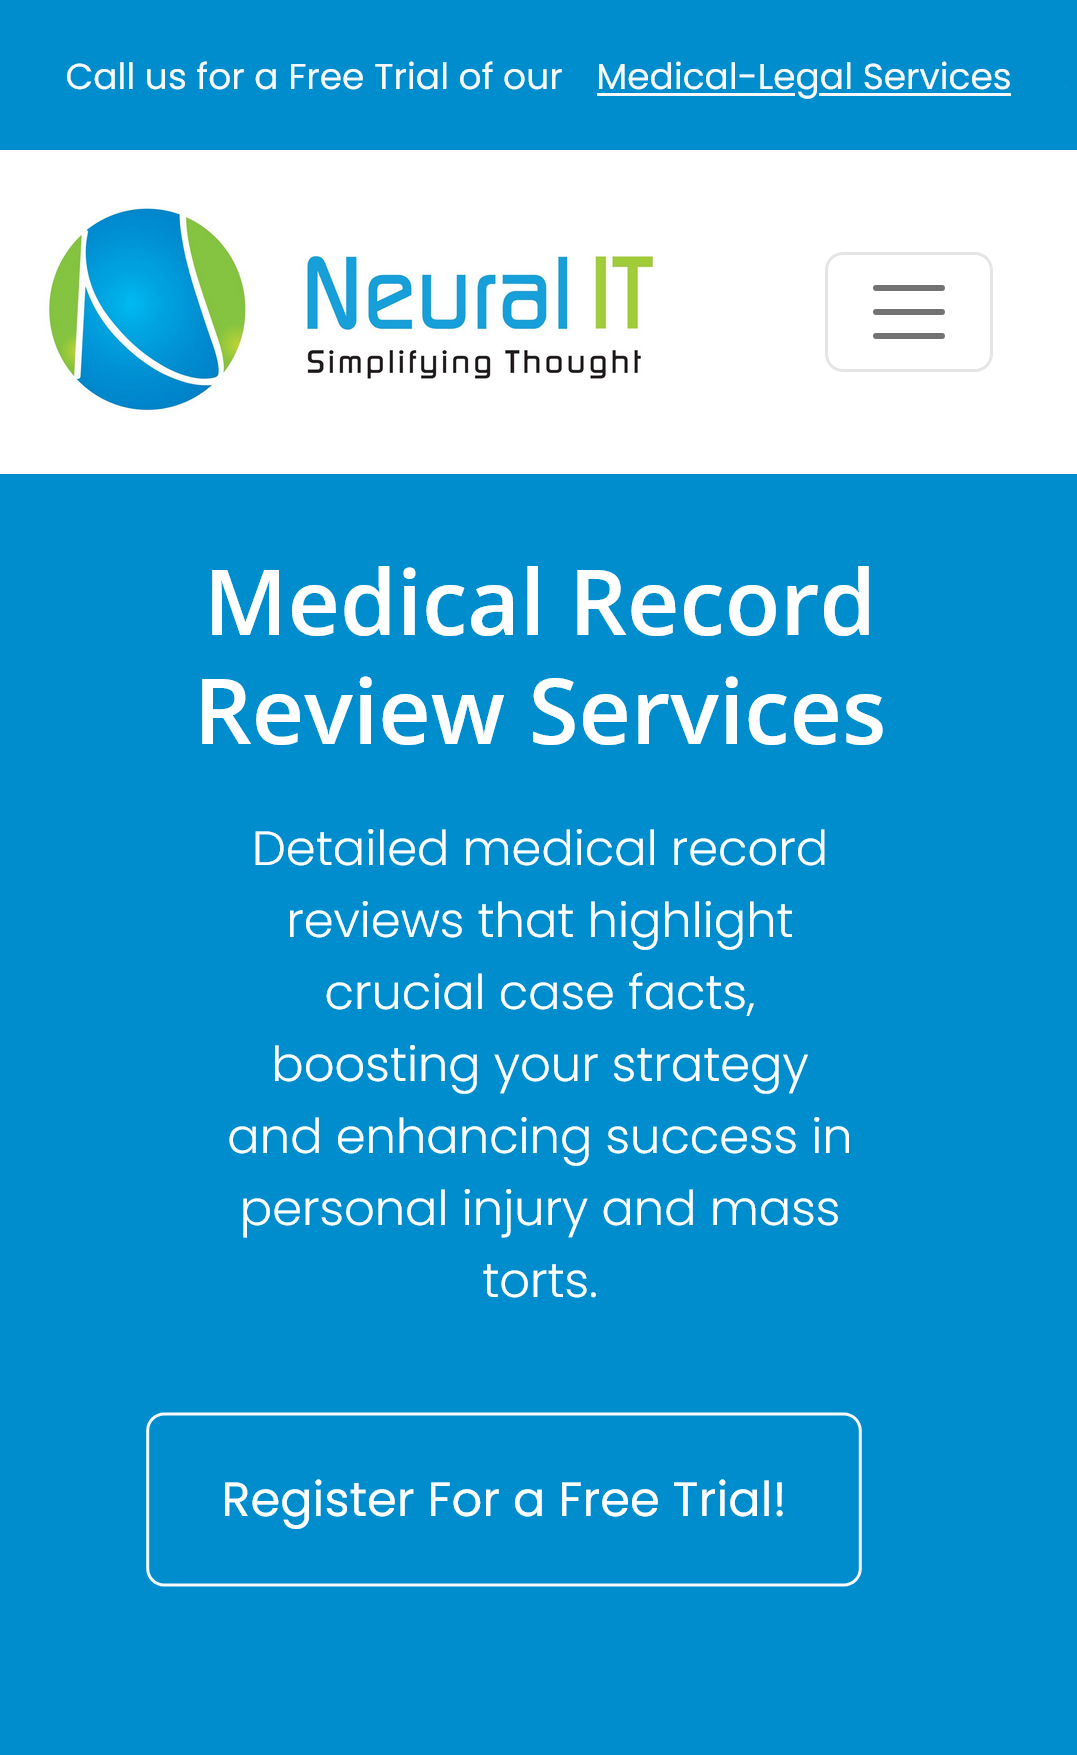 Call us for a Free Trial of our Medical-Legal Services
Neural IT
Simplifying Thought
Medical Record
Review Services
Detailed medical record
reviews that highlight
crucial case facts,
boosting your strategy
and enhancing success in
personal injury and mass
torts.
Register For a Free Trial!